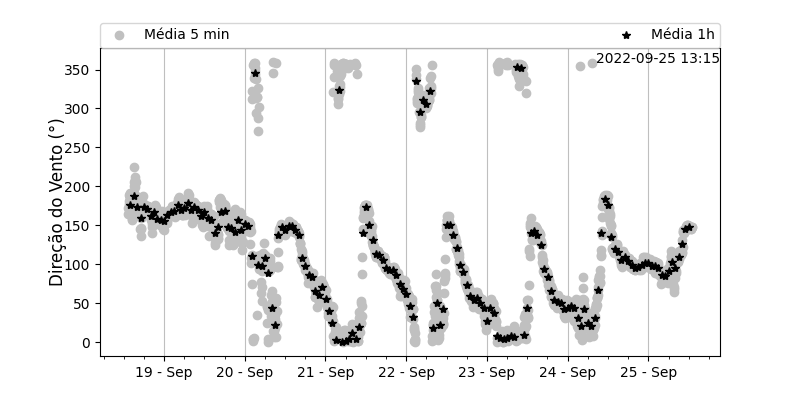 Média 5 min
Média 1h
2022-09-25 13:15
Direção do Vento (°)
350
300
250
200
150
100
50
0
19 - Sep
20 - Sep
21 - Sep
22 - Sep
23 - Sep
24 - Sep
25 - Sep